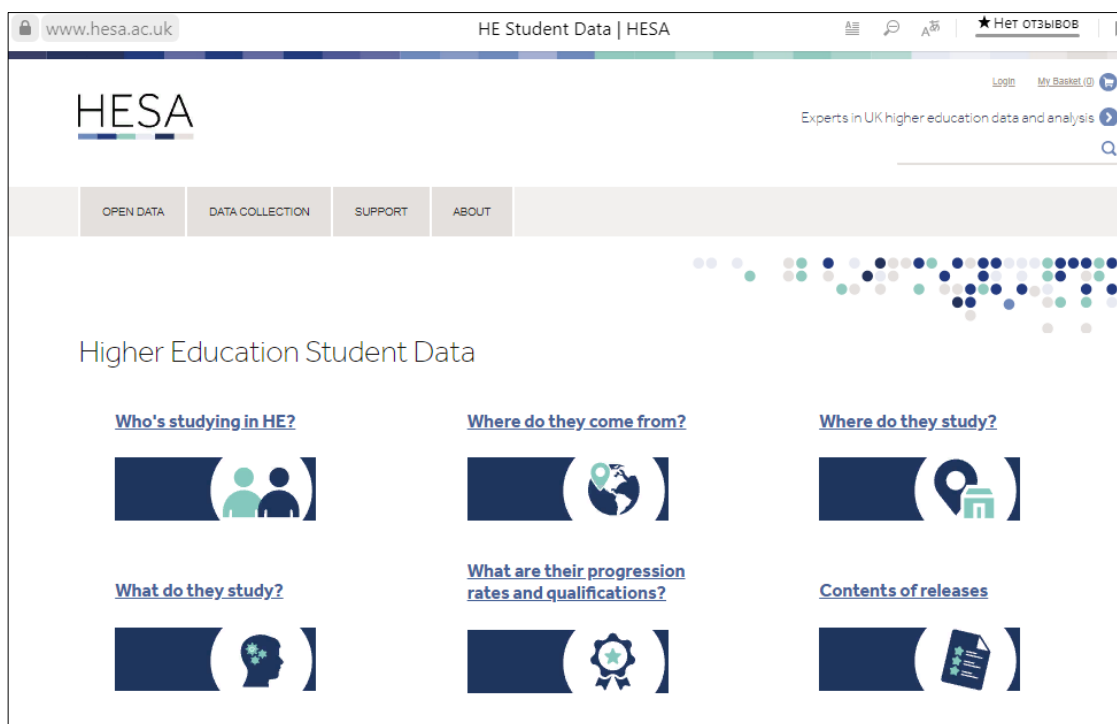 www.hesa.ac.uk HE Student Data | HESA ★ Нет отзывов
Login My Basket (0)
HESA
Experts in UK higher education data and analysis
OPEN DATA DATA COLLECTION SUPPORT ABOUT
Higher Education Student Data
Who's studying in HE? Where do they come from? Where do they study?
What do they study? What are their progression
rates and qualifications? Contents of releases